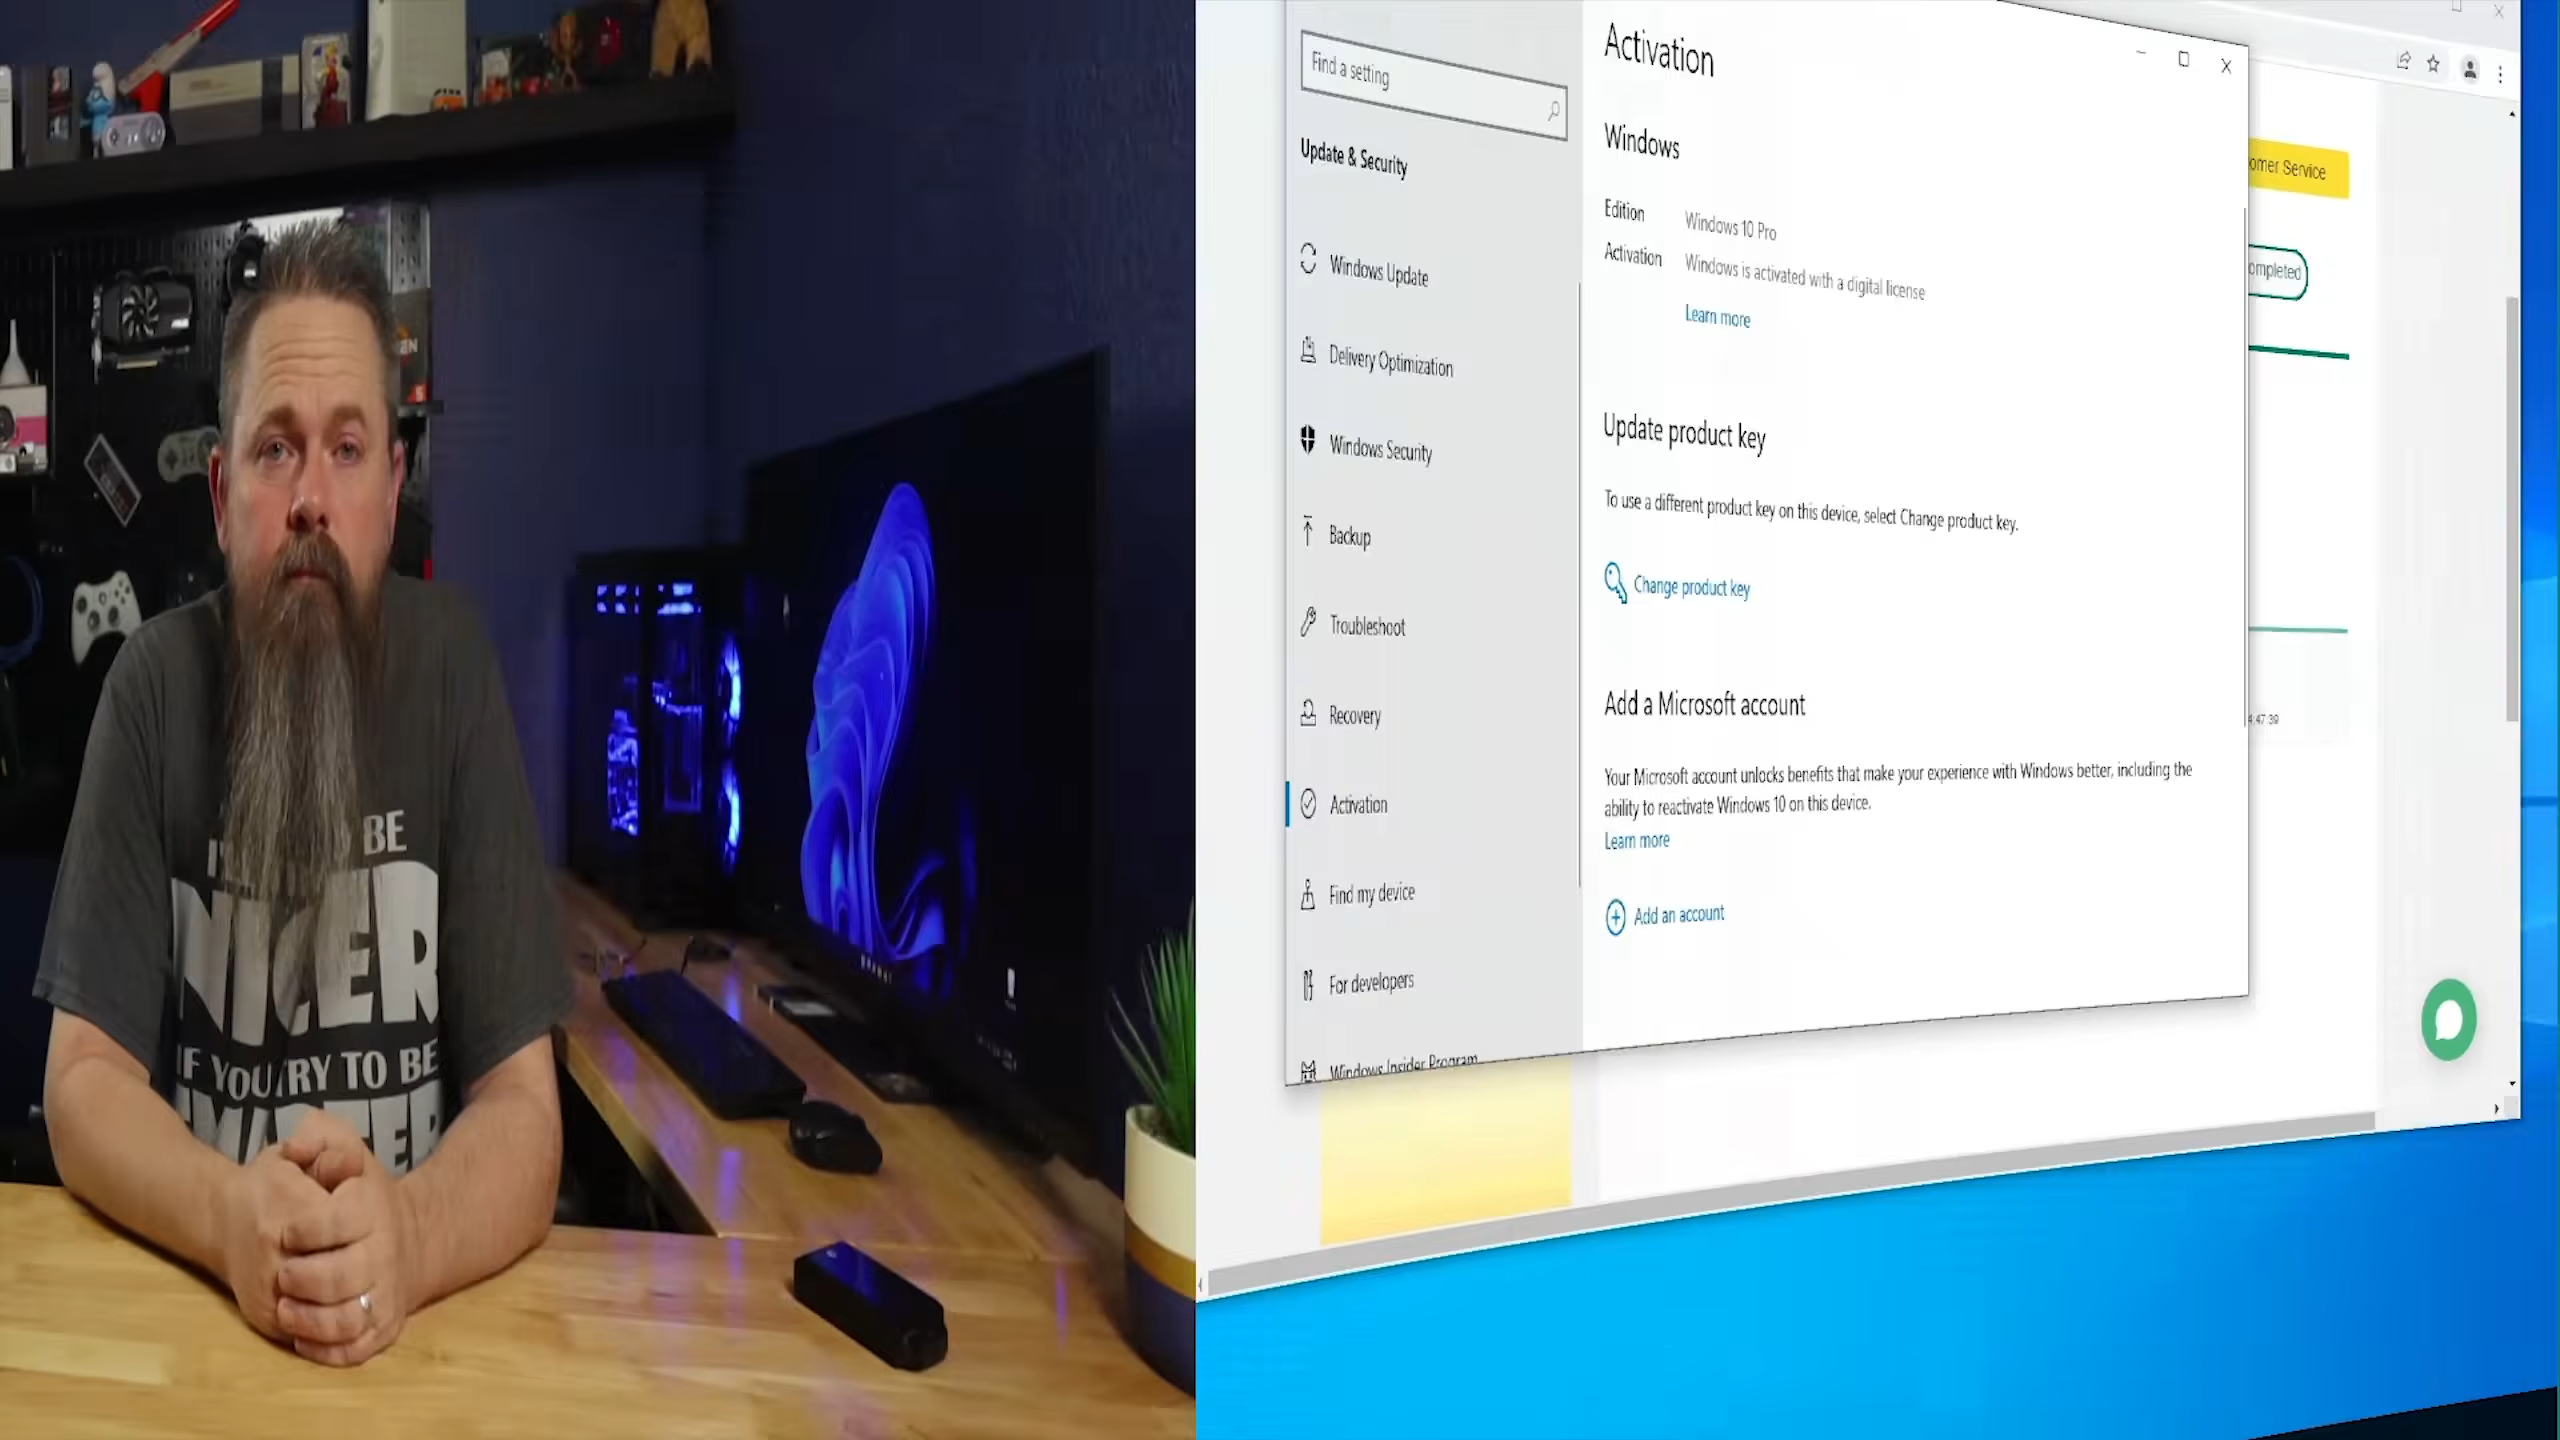 BE
NICER
IF YOU TRY TO BE
Find a setting
Update & Security
Windows Update
Delivery Optimization
Windows Security
Backup
Troubleshoot
Recovery
Activation
Find my device
For developers
Windows Insider Program
Activation
Windows
Edition
Windows 10 Pro
Activation
Windows is activated with a digital license
Learn more
Update product key
To use a different product key on this device, select Change product key.
Change product key
Add a Microsoft account
Your Microsoft account unlocks benefits that make your experience with Windows better, including the
ability to reactivate Windows 10 on this device.
Learn more
Add an account
omer Service
ompleted
4:47:39